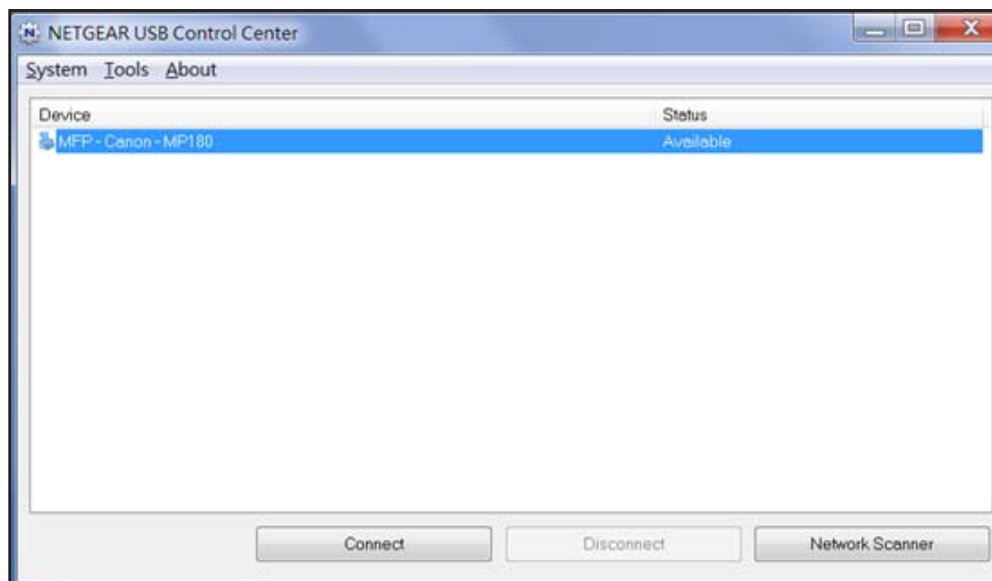 NETGEAR USB Control Center
System Tools About
Device Status
MFP - Canon - MP180 Available
Connect Disconnect Network Scanner